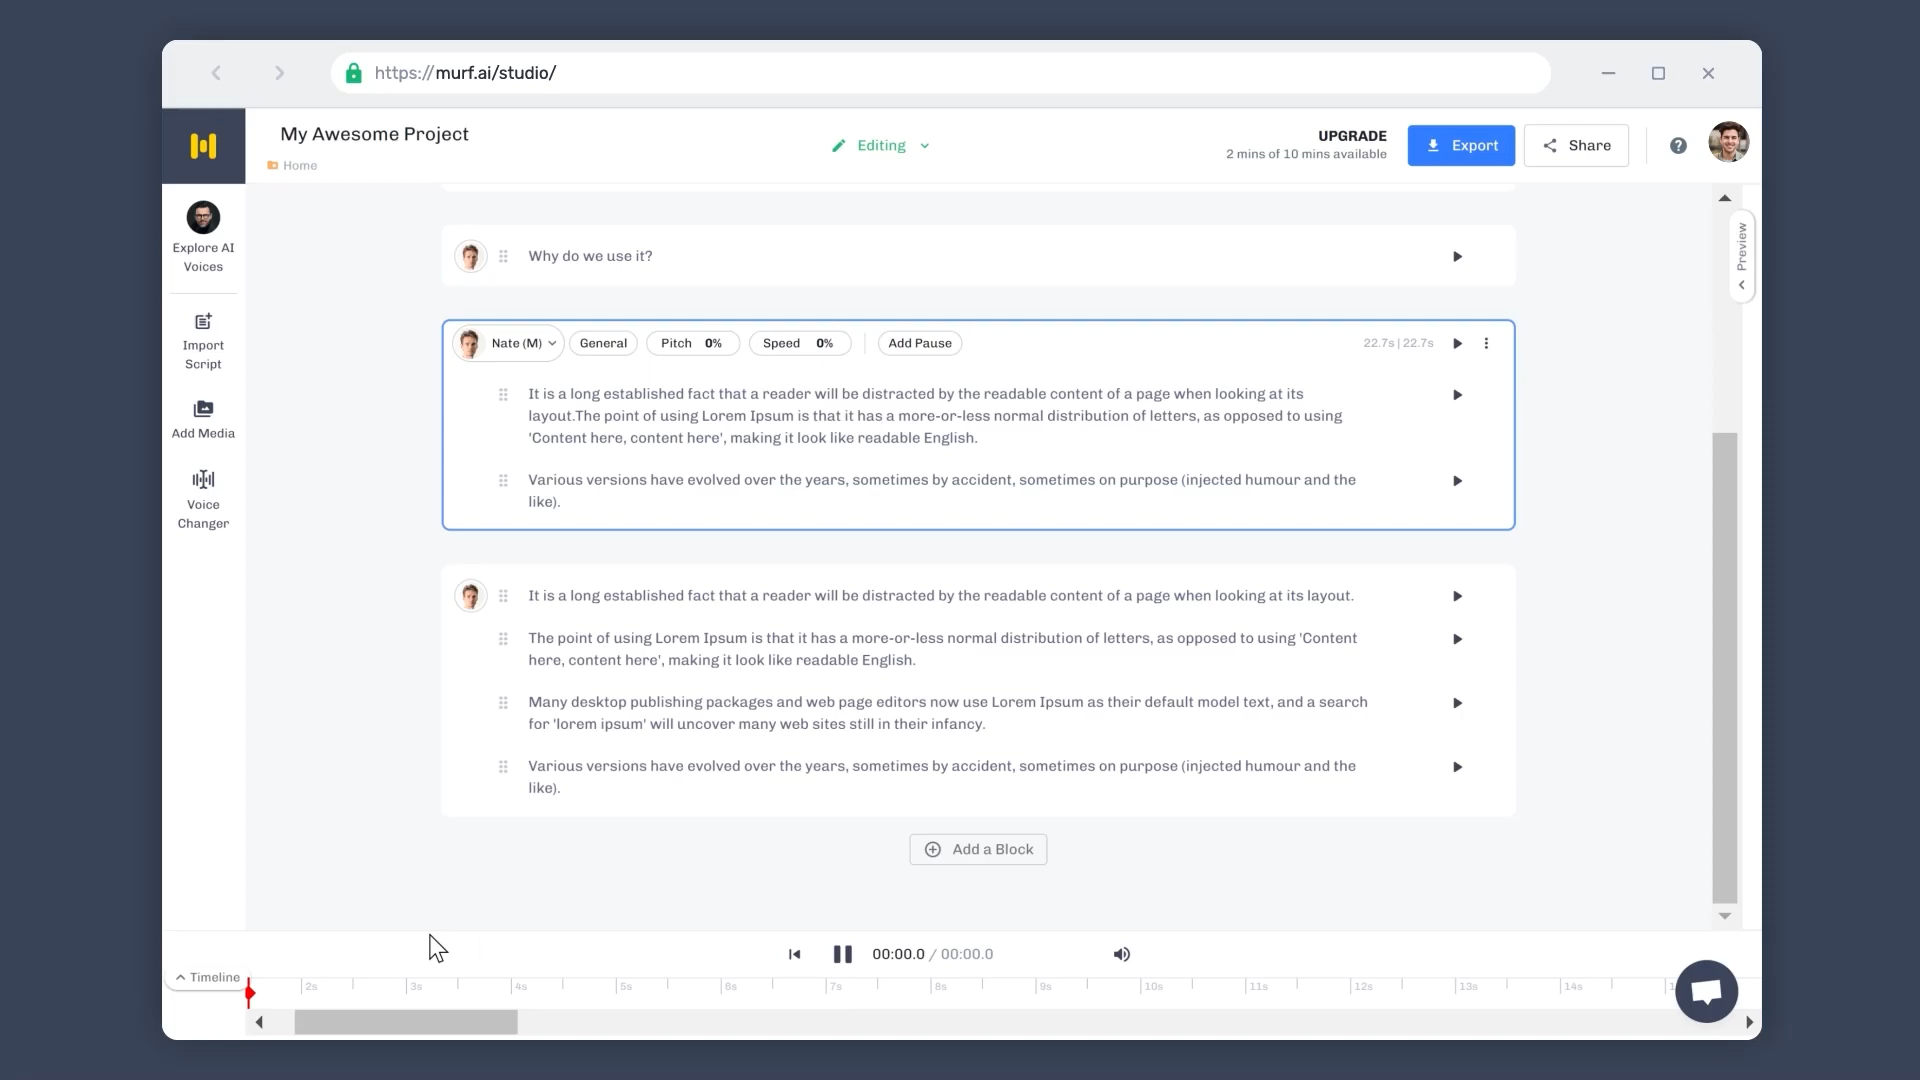 https://murf.ai/studio/
My Awesome Project
Home
Editing
UPGRADE
2 mins of 10 mins available
Export
Share
Explore AI
Voices
Import
Script
Add Media
Voice
Changer
Preview
Why do we use it?
Nate (M)
General
Pitch 0%
Speed 0%
Add Pause
22.7s | 22.7s
It is a long established fact that a reader will be distracted by the readable content of a page when looking at its
layout.The point of using Lorem Ipsum is that it has a more-or-less normal distribution of letters, as opposed to using
'Content here, content here', making it look like readable English.
Various versions have evolved over the years, sometimes by accident, sometimes on purpose (injected humour and the
like).
It is a long established fact that a reader will be distracted by the readable content of a page when looking at its layout.
The point of using Lorem Ipsum is that it has a more-or-less normal distribution of letters, as opposed to using 'Content
here, content here', making it look like readable English.
Many desktop publishing packages and web page editors now use Lorem Ipsum as their default model text, and a search
for 'lorem ipsum' will uncover many web sites still in their infancy.
Various versions have evolved over the years, sometimes by accident, sometimes on purpose (injected humour and the
like).
Add a Block
00:00.0 / 00:00.0
Timeline
2s 3s 4s 5s 6s 7s 8s 9s 10s 11s 12s 13s 14s